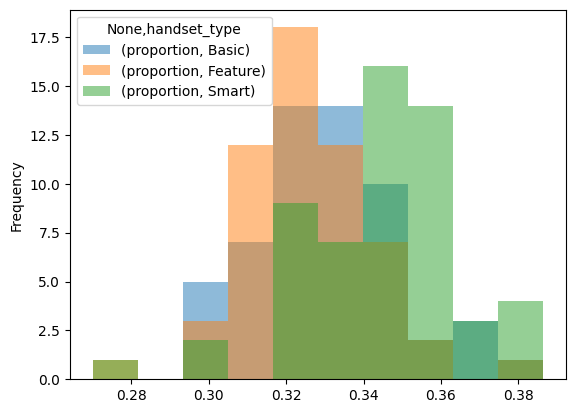 None,handset_type
(proportion, Basic)
(proportion, Feature)
(proportion, Smart)
Frequency
17.5
15.0
12.5
10.0
7.5
5.0
2.5
0.0
0.28 0.30 0.32 0.34 0.36 0.38